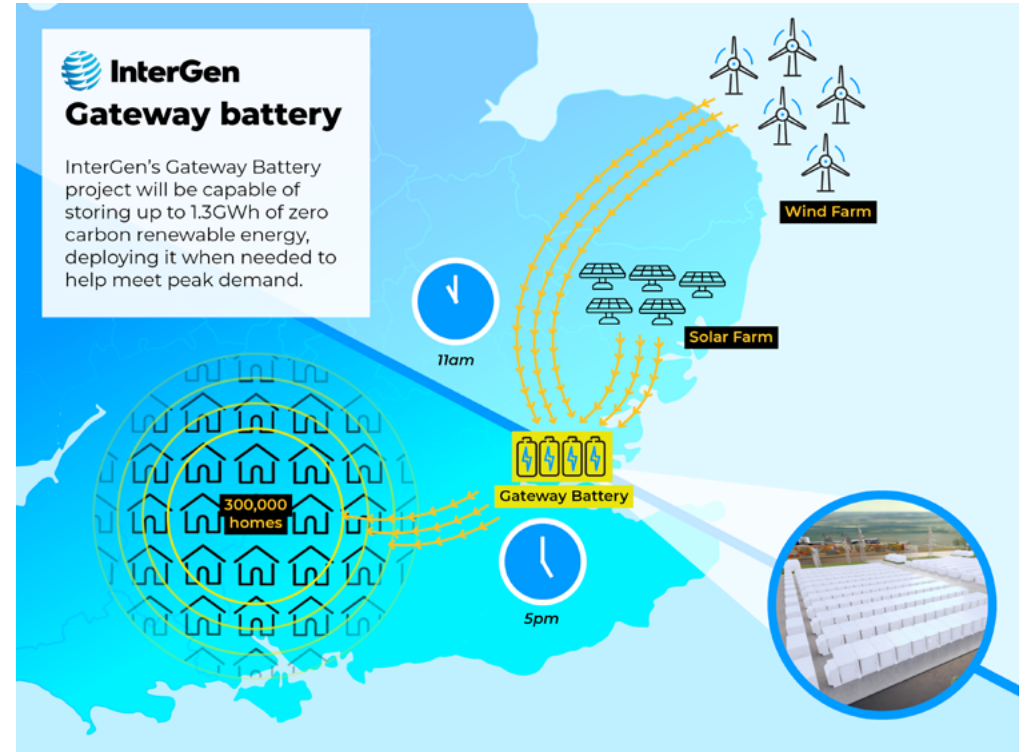 InterGen
Gateway battery
InterGen's Gateway Battery
project will be capable of
storing up to 1.3GWh of zero
carbon renewable energy,
deploying it when needed to
help meet peak demand.
Wind Farm
Solar Farm
11am
Gateway Battery
300,000
homes
5pm